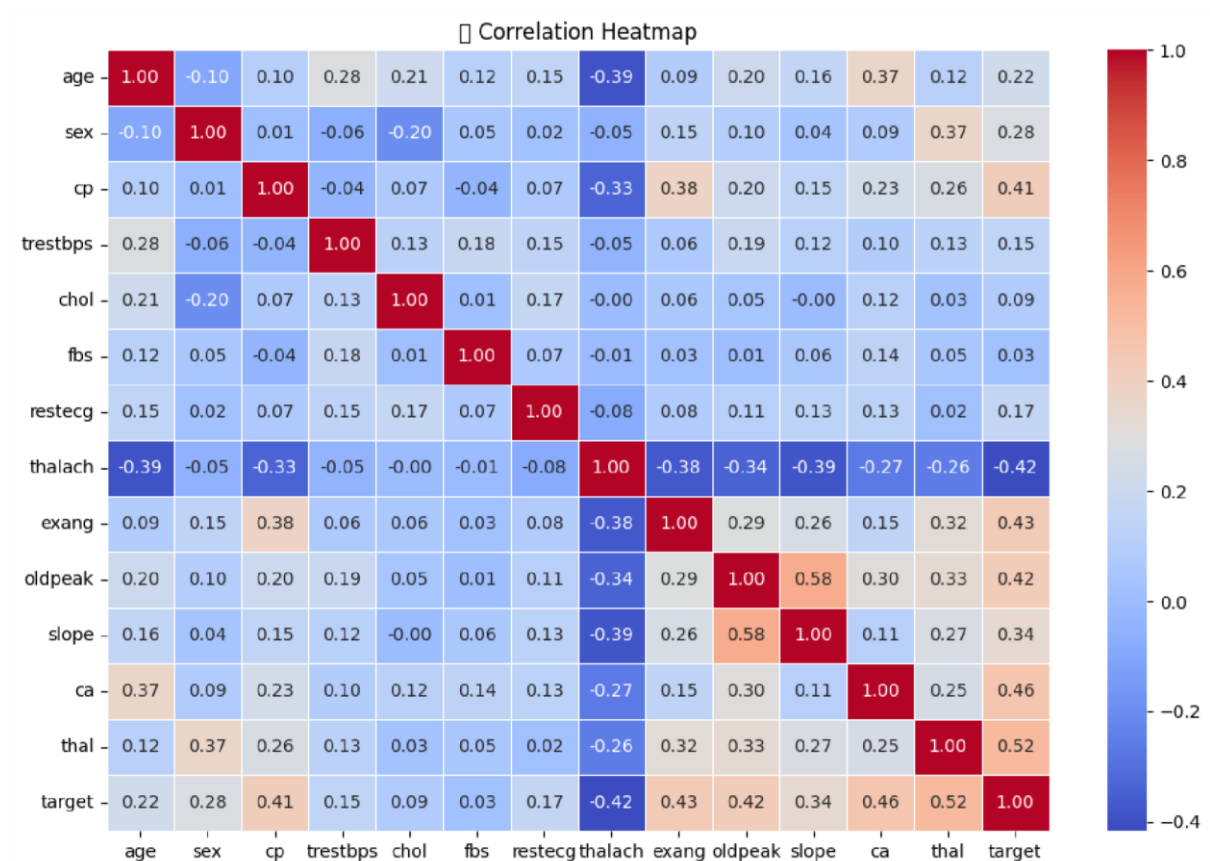 ▯ Correlation Heatmap
age 1.00 -0.10 0.10 0.28 0.21 0.12 0.15 -0.39 0.09 0.20 0.16 0.37 0.12 0.22
sex -0.10 1.00 0.01 -0.06 -0.20 0.05 0.02 -0.05 0.15 0.10 0.04 0.09 0.37 0.28
cp 0.10 0.01 1.00 -0.04 0.07 -0.04 0.07 -0.33 0.38 0.20 0.15 0.23 0.26 0.41
trestbps 0.28 -0.06 -0.04 1.00 0.13 0.18 0.15 -0.05 0.06 0.19 0.12 0.10 0.13 0.15
chol 0.21 -0.20 0.07 0.13 1.00 0.01 0.17 -0.00 0.06 0.05 -0.00 0.12 0.03 0.09
fbs 0.12 0.05 -0.04 0.18 0.01 1.00 0.07 -0.01 0.03 0.01 0.06 0.14 0.05 0.03
restecg 0.15 0.02 0.07 0.15 0.17 0.07 1.00 -0.08 0.08 0.11 0.13 0.13 0.02 0.17
thalach -0.39 -0.05 -0.33 -0.05 -0.00 -0.01 -0.08 1.00 -0.38 -0.34 -0.39 -0.27 -0.26 -0.42
exang 0.09 0.15 0.38 0.06 0.06 0.03 0.08 -0.38 1.00 0.29 0.26 0.15 0.32 0.43
oldpeak 0.20 0.10 0.20 0.19 0.05 0.01 0.11 -0.34 0.29 1.00 0.58 0.30 0.33 0.42
slope 0.16 0.04 0.15 0.12 -0.00 0.06 0.13 -0.39 0.26 0.58 1.00 0.11 0.27 0.34
ca 0.37 0.09 0.23 0.10 0.12 0.14 0.13 -0.27 0.15 0.30 0.11 1.00 0.25 0.46
thal 0.12 0.37 0.26 0.13 0.03 0.05 0.02 -0.26 0.32 0.33 0.27 0.25 1.00 0.52
target 0.22 0.28 0.41 0.15 0.09 0.03 0.17 -0.42 0.43 0.42 0.34 0.46 0.52 1.00
age sex cp trestbps chol fbs restecg thalach exang oldpeak slope ca thal target
1.0
0.8
0.6
0.4
0.2
0.0
−0.2
−0.4